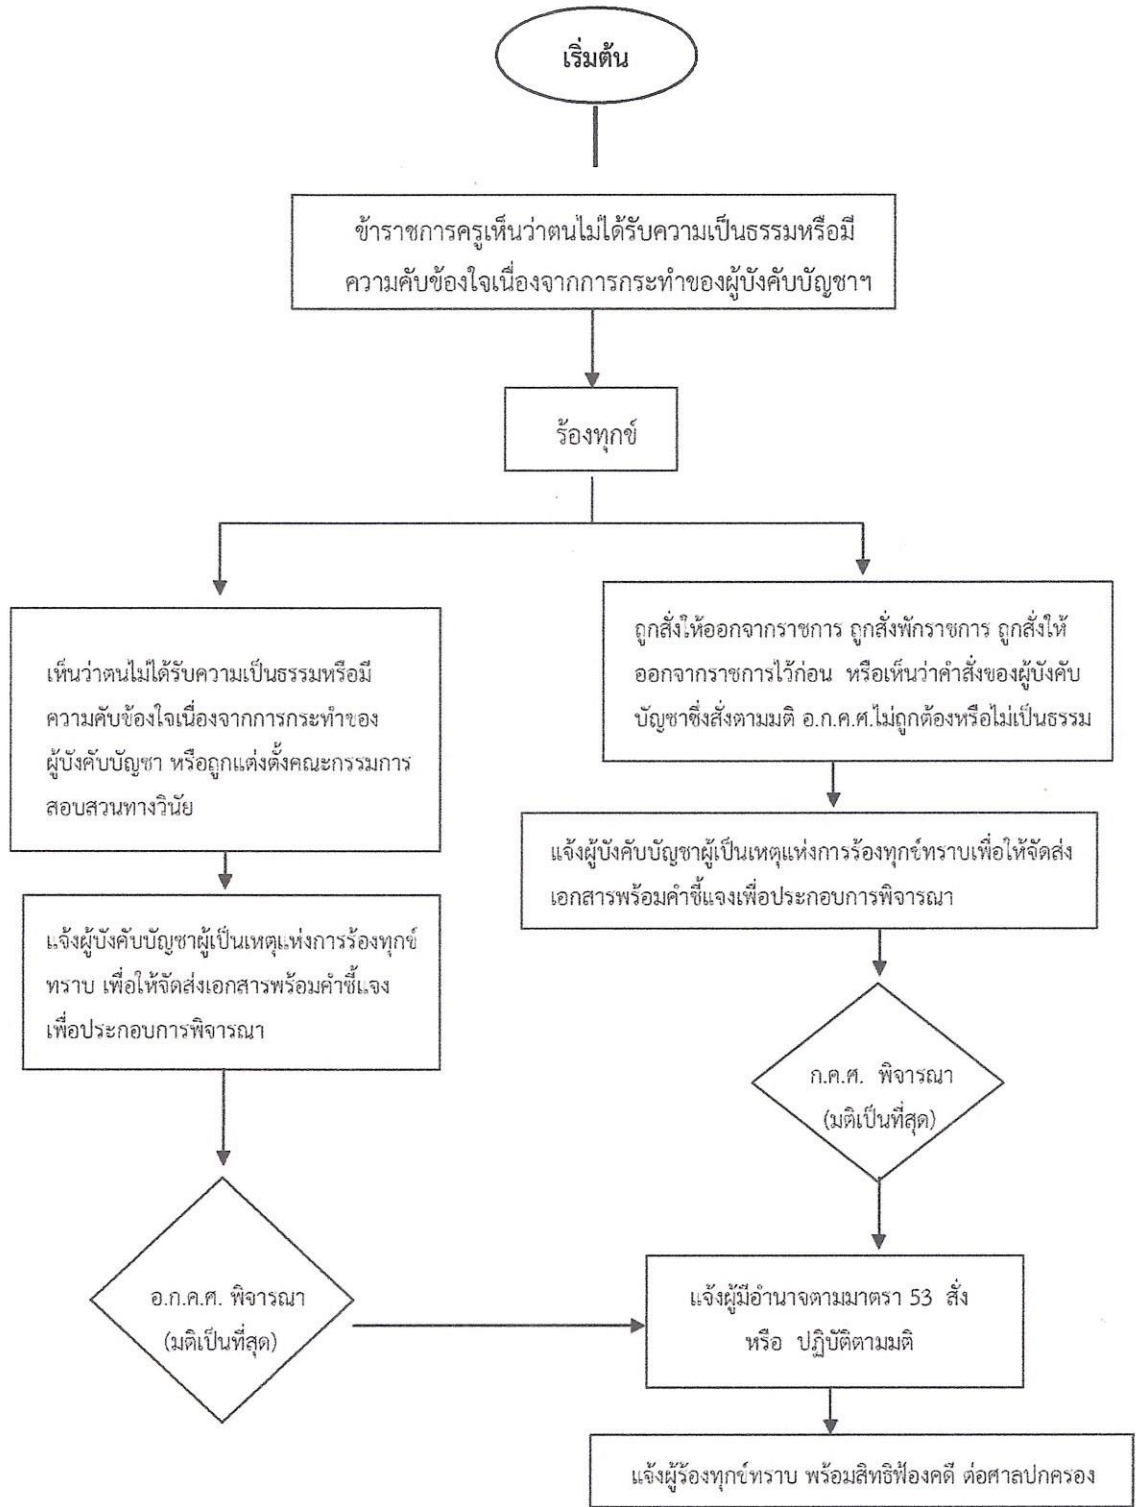 เริ่มต้น
ข้าราชการครูเห็นว่าตนไม่ได้รับความเป็นธรรมหรือมี
ความคับข้องใจเนื่องจากการกระทำของผู้บังคับบัญชาฯ
ร้องทุกข์
เห็นว่าตนไม่ได้รับความเป็นธรรมหรือมี
ความคับข้องใจเนื่องจากการกระทำของ
ผู้บังคับบัญชา หรือถูกแต่งตั้งคณะกรรมการ
สอบสวนทางวินัย
แจ้งผู้บังคับบัญชาผู้เป็นเหตุแห่งการร้องทุกข์
ทราบ เพื่อให้จัดส่งเอกสารพร้อมคำชี้แจง
เพื่อประกอบการพิจารณา
อ.ก.ค.ศ. พิจารณา
(มติเป็นที่สุด)
ถูกสั่งให้ออกจากราชการ ถูกสั่งพักราชการ ถูกสั่งให้
ออกจากราชการไว้ก่อน หรือเห็นว่าคำสั่งของผู้บังคับ
บัญชาซึ่งสั่งตามมติ อ.ก.ค.ศ.ไม่ถูกต้องหรือไม่เป็นธรรม
แจ้งผู้บังคับบัญชาผู้เป็นเหตุแห่งการร้องทุกข์ทราบเพื่อให้จัดส่ง
เอกสารพร้อมคำชี้แจงเพื่อประกอบการพิจารณา
ก.ค.ศ. พิจารณา
(มติเป็นที่สุด)
แจ้งผู้มีอำนาจตามมาตรา 53 สั่ง
หรือ ปฏิบัติตามมติ
แจ้งผู้ร้องทุกข์ทราบ พร้อมสิทธิฟ้องคดี ต่อศาลปกครอง